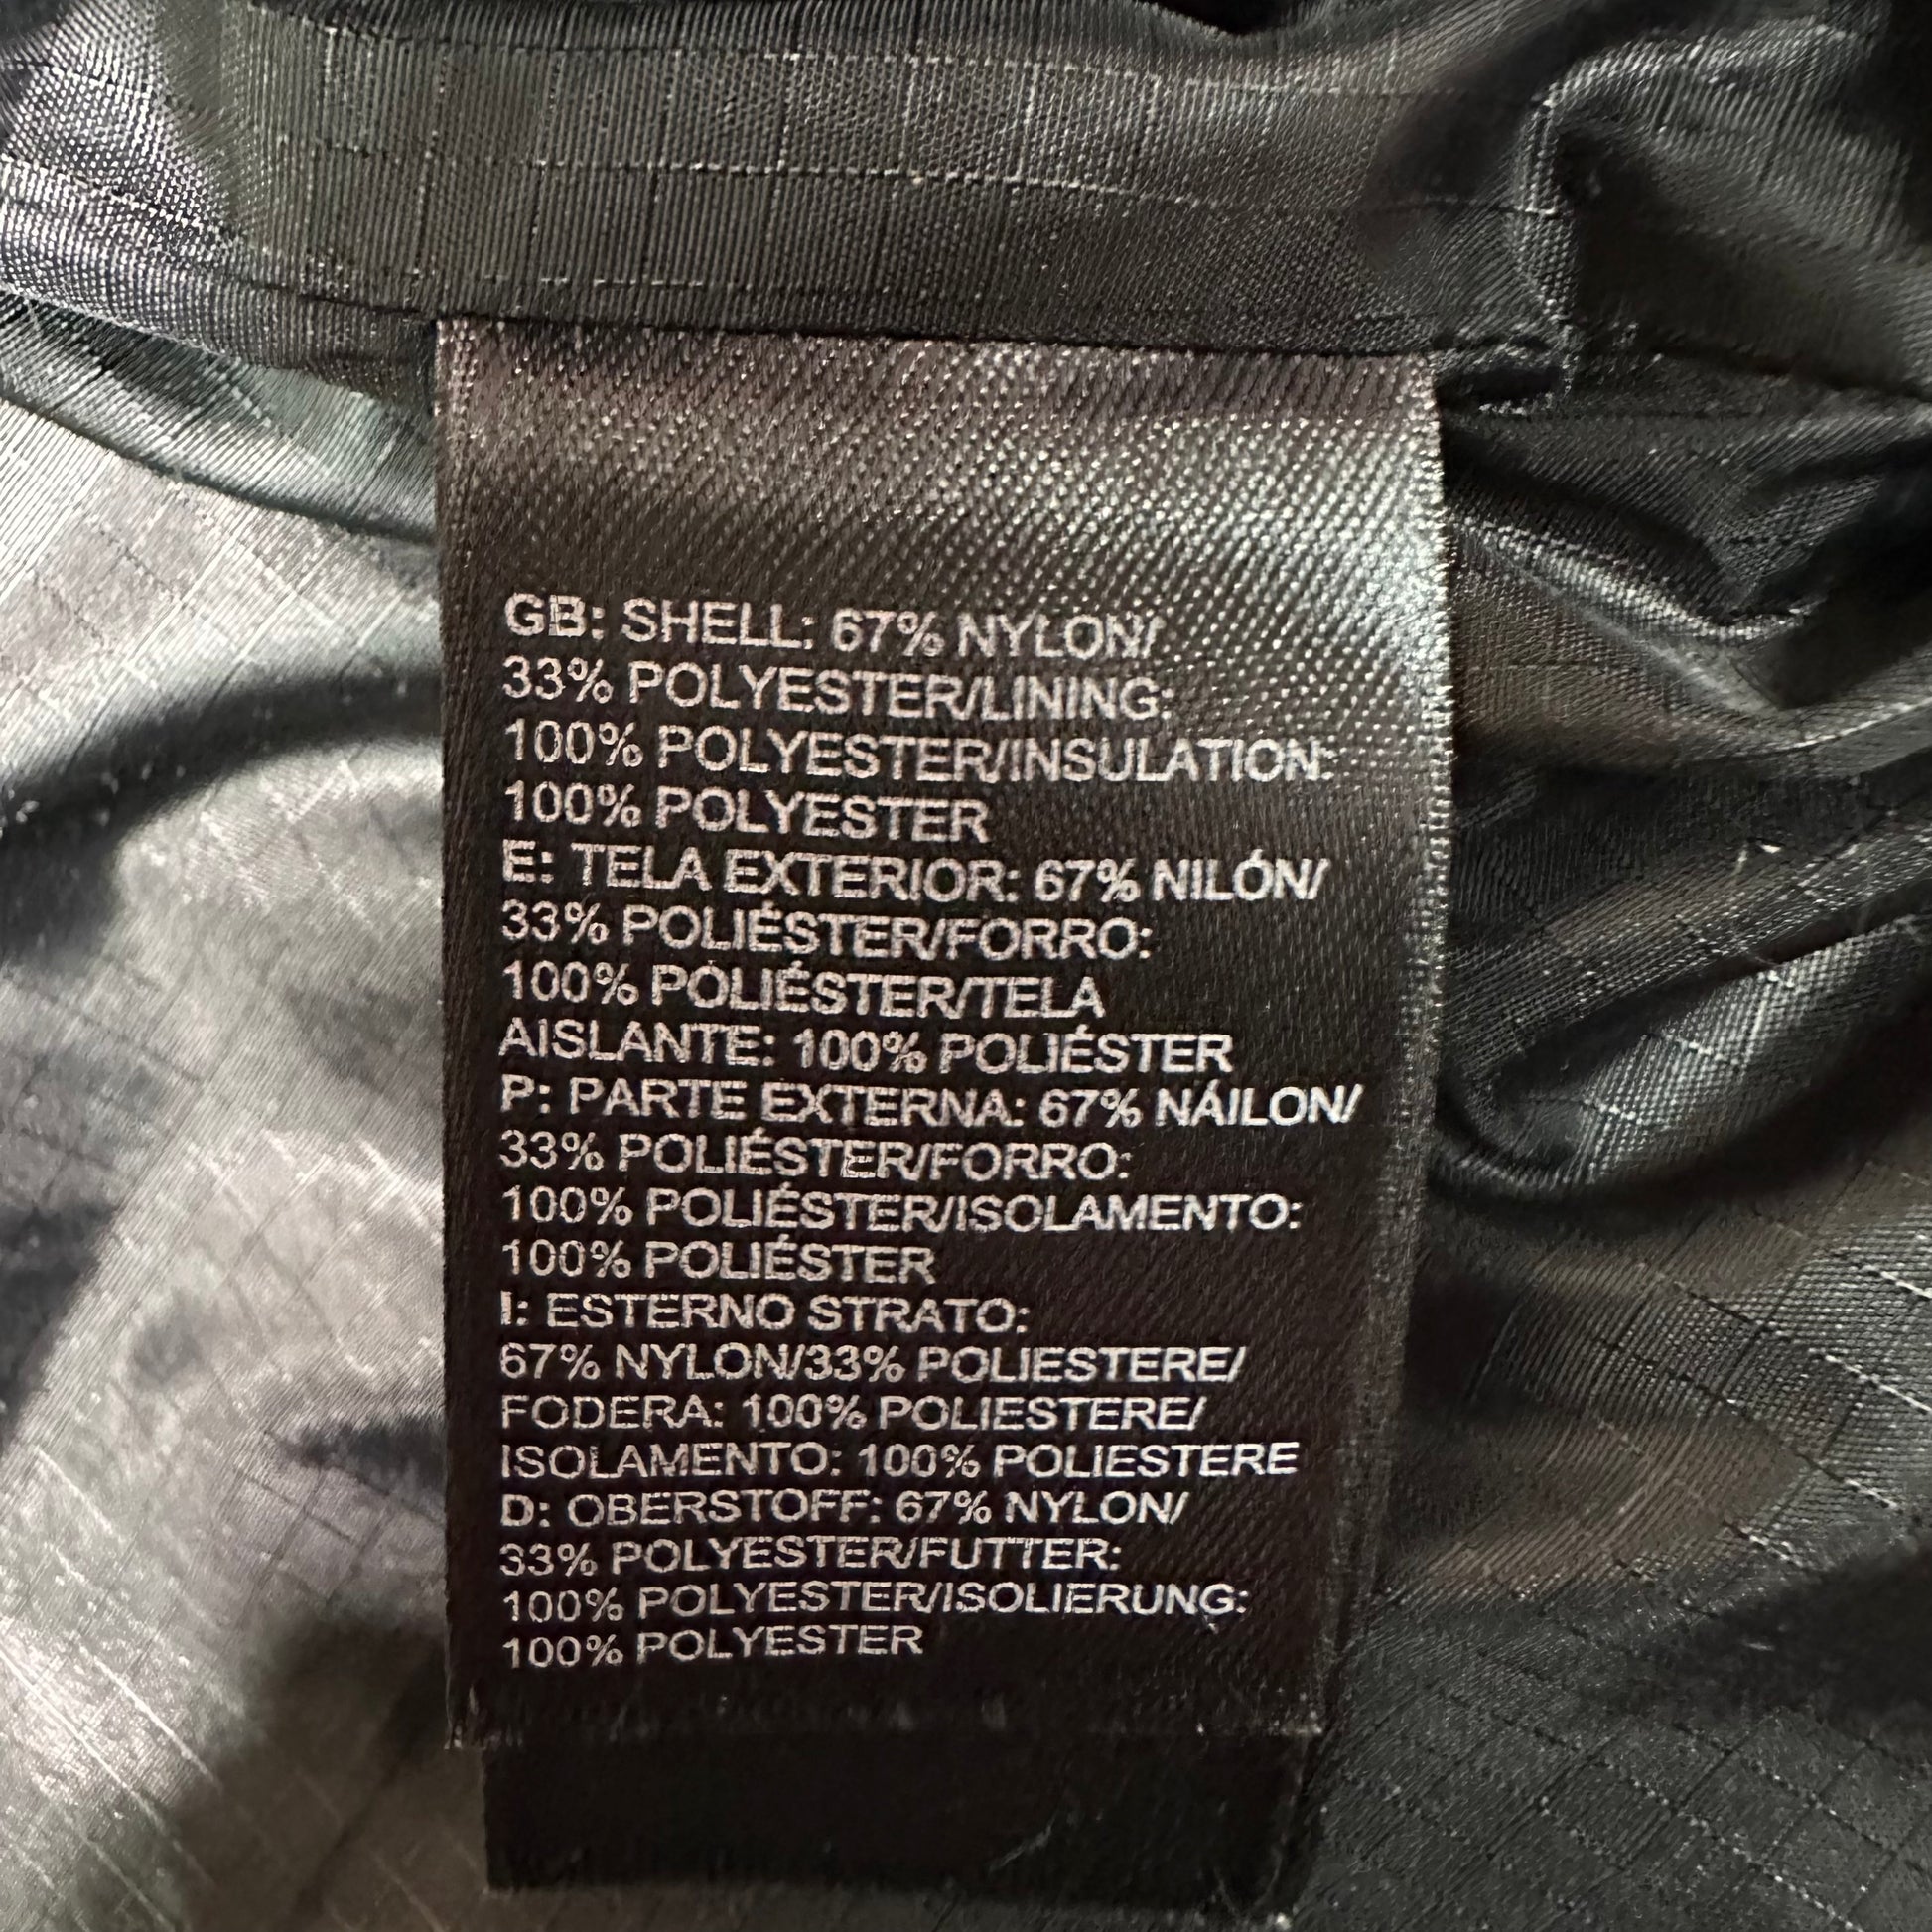 GB: SHELL: 67% NYLON/
33% POLYESTER/LINING:
100% POLYESTER/INSULATION:
100% POLYESTER
E: TELA EXTERIOR: 67% NILÓN/
33% POLIÉSTER/FORRO:
100% POLIÉSTER/TELA
AISLANTE: 100% POLIÉSTER
P: PARTE EXTERNA: 67% NÁILON/
33% POLIÉSTER/FORRO:
100% POLIÉSTER/ISOLAMENTO:
100% POLIÉSTER
I: ESTERNO STRATO:
67% NYLON/33% POLIESTERE/
FODERA: 100% POLIESTERE/
ISOLAMENTO: 100% POLIESTERE
D: OBERSTOFF: 67% NYLON/
33% POLYESTER/FUTTER:
100% POLYESTER/ISOLIERUNG:
100% POLYESTER